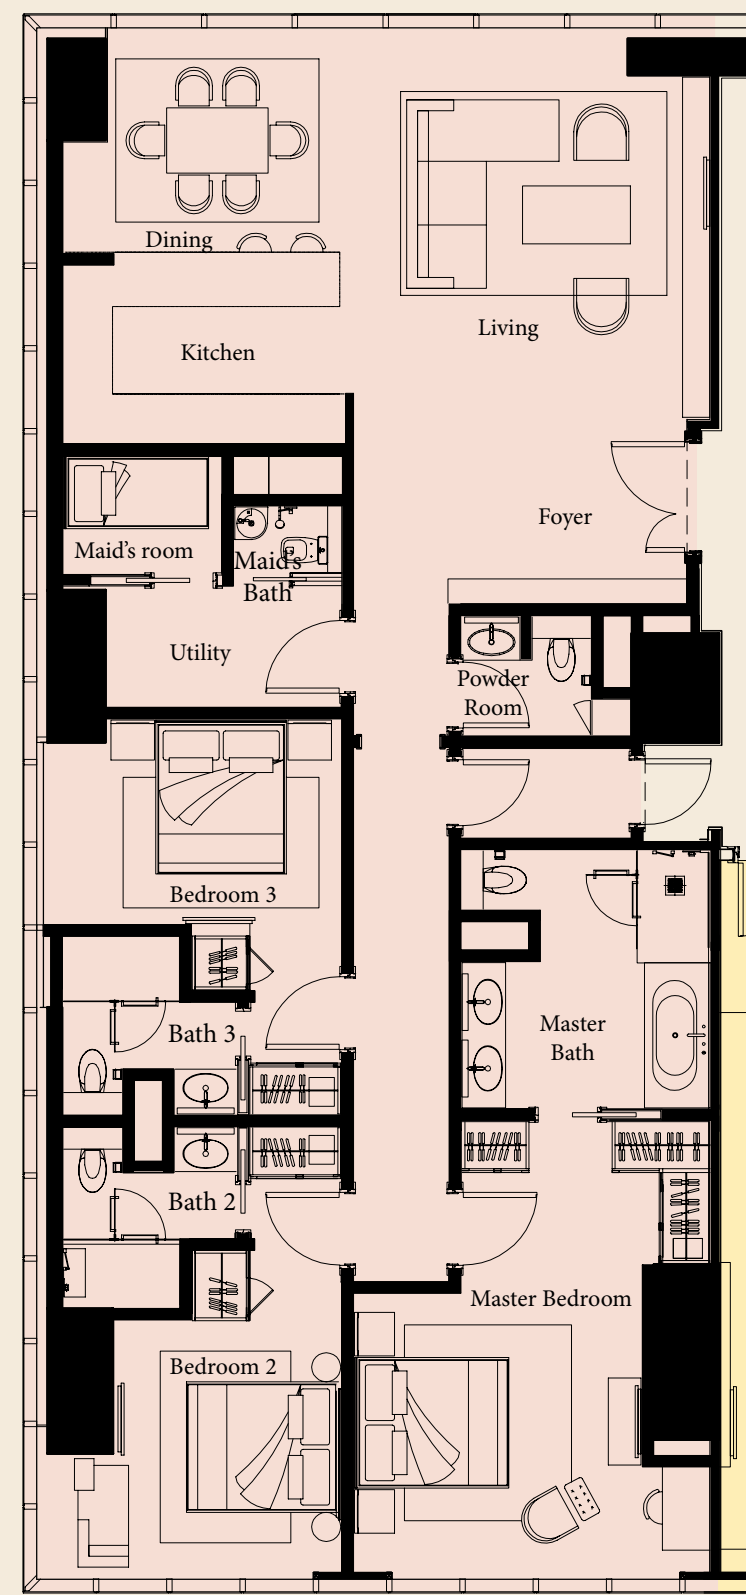 Dining
Living
Kitchen
Foyer
Maid's room
Maid's
Bath
Utility
Powder
Room
Bedroom 3
Bath 3
Master
Bath
Bath 2
Master Bedroom
Bedroom 2